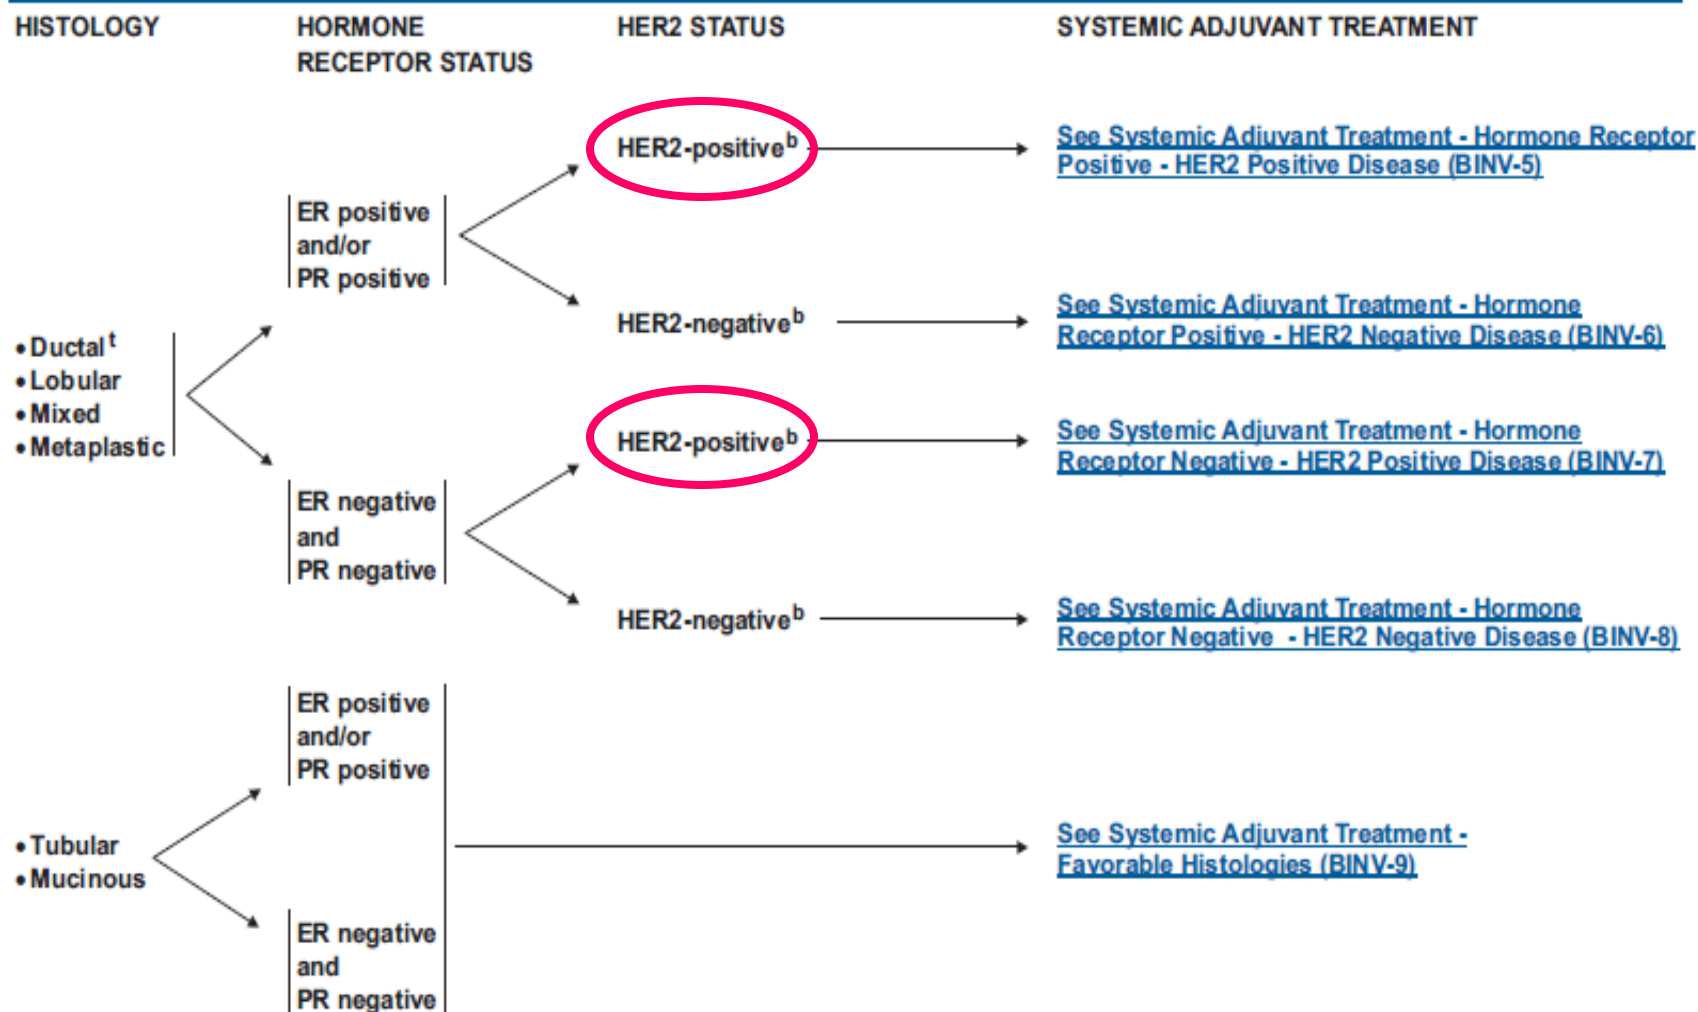 HISTOLOGY
HORMONE
RECEPTOR STATUS
HER2 STATUS
SYSTEMIC ADJUVANT TREATMENT
• Ductal t
• Lobular
• Mixed
• Metaplastic
ER positive
and/or
PR positive
HER2-positive b
See Systemic Adjuvant Treatment - Hormone Receptor
Positive - HER2 Positive Disease (BINV-5)
HER2-negative b
See Systemic Adjuvant Treatment - Hormone
Receptor Positive - HER2 Negative Disease (BINV-6)
ER negative
and
PR negative
HER2-positive b
See Systemic Adjuvant Treatment - Hormone
Receptor Negative - HER2 Positive Disease (BINV-7)
HER2-negative b
See Systemic Adjuvant Treatment - Hormone
Receptor Negative - HER2 Negative Disease (BINV-8)
• Tubular
• Mucinous
ER positive
and/or
PR positive
ER negative
and
PR negative
See Systemic Adjuvant Treatment -
Favorable Histologies (BINV-9)